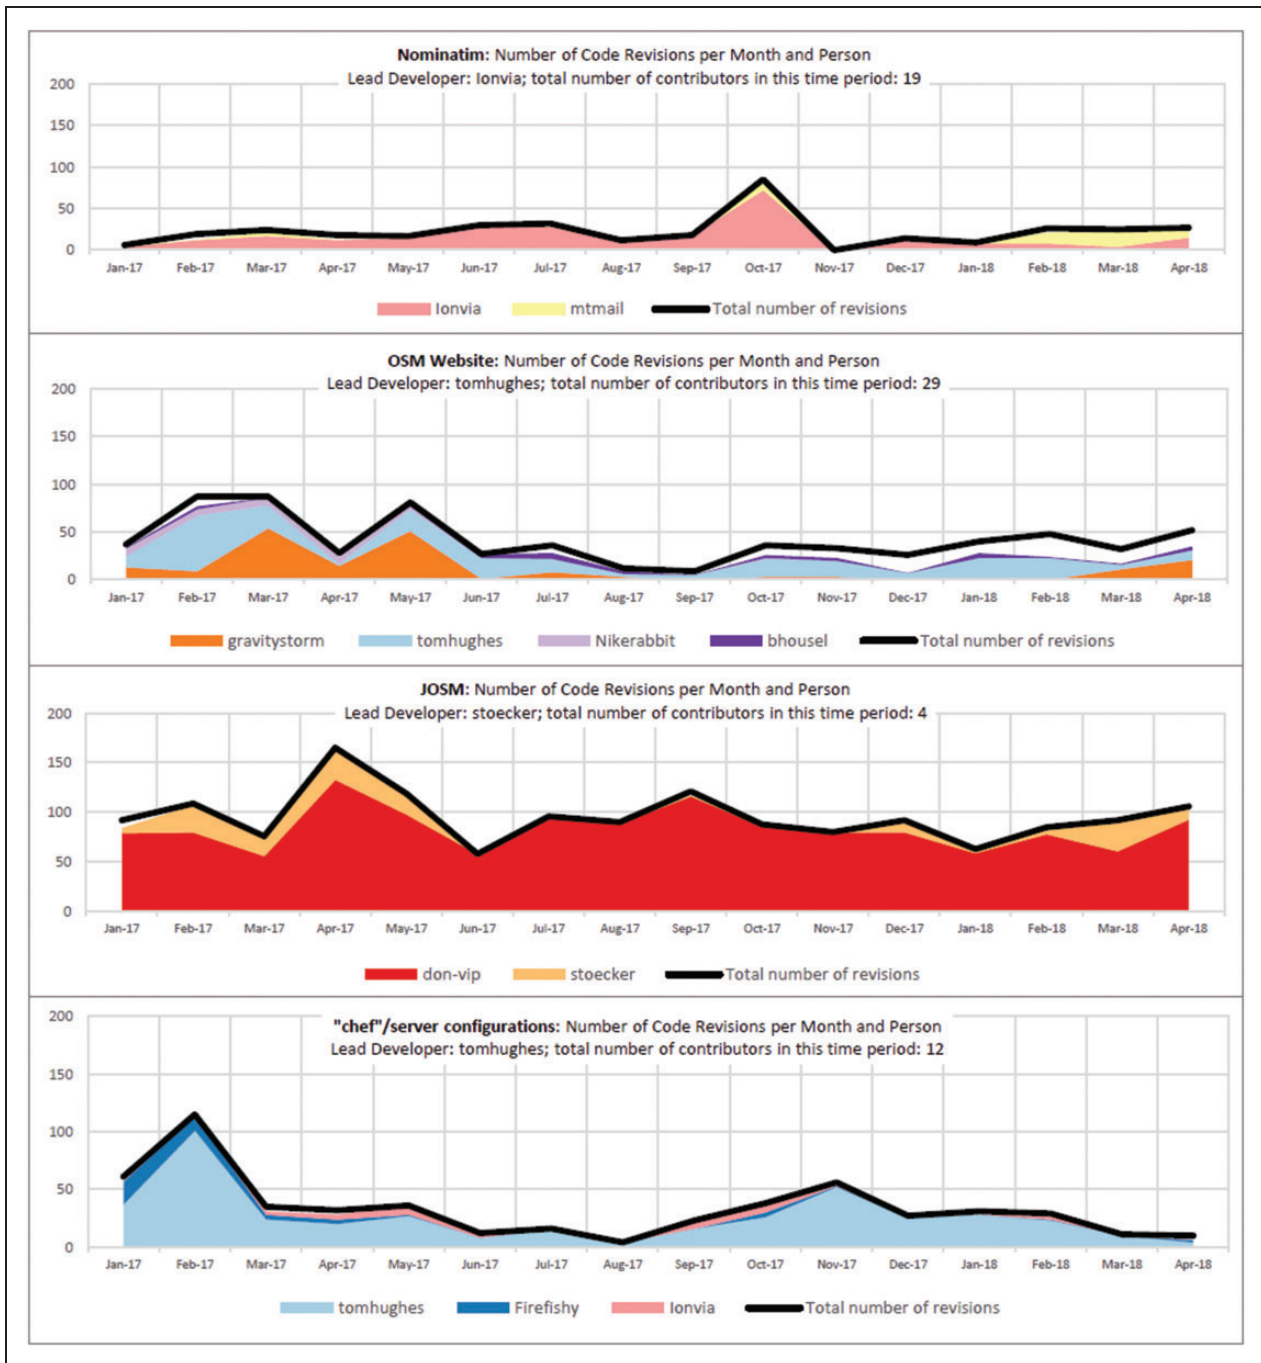 Nominatim: Number of Code Revisions per Month and Person
Lead Developer: lonvia; total number of contributors in this time period: 19
200
150
100
50
0
Jan-17 Feb-17 Mar-17 Apr-17 May-17 Jun-17 Jul-17 Aug-17 Sep-17 Oct-17 Nov-17 Dec-17 Jan-18 Feb-18 Mar-18 Apr-18
lonvia mtmail Total number of revisions
OSM Website: Number of Code Revisions per Month and Person
Lead Developer: tomhughes; total number of contributors in this time period: 29
200
150
100
50
0
Jan-17 Feb-17 Mar-17 Apr-17 May-17 Jun-17 Jul-17 Aug-17 Sep-17 Oct-17 Nov-17 Dec-17 Jan-18 Feb-18 Mar-18 Apr-18
gravitystorm tomhughes Nikerabbit bhousel Total number of revisions
JOSM: Number of Code Revisions per Month and Person
Lead Developer: stoecker; total number of contributors in this time period: 4
200
150
100
50
0
Jan-17 Feb-17 Mar-17 Apr-17 May-17 Jun-17 Jul-17 Aug-17 Sep-17 Oct-17 Nov-17 Dec-17 Jan-18 Feb-18 Mar-18 Apr-18
don-vip stoecker Total number of revisions
"chef"/server configurations: Number of Code Revisions per Month and Person
Lead Developer: tomhughes; total number of contributors in this time period: 12
200
150
100
50
0
Jan-17 Feb-17 Mar-17 Apr-17 May-17 Jun-17 Jul-17 Aug-17 Sep-17 Oct-17 Nov-17 Dec-17 Jan-18 Feb-18 Mar-18 Apr-18
tomhughes Firefishy lonvia Total number of revisions